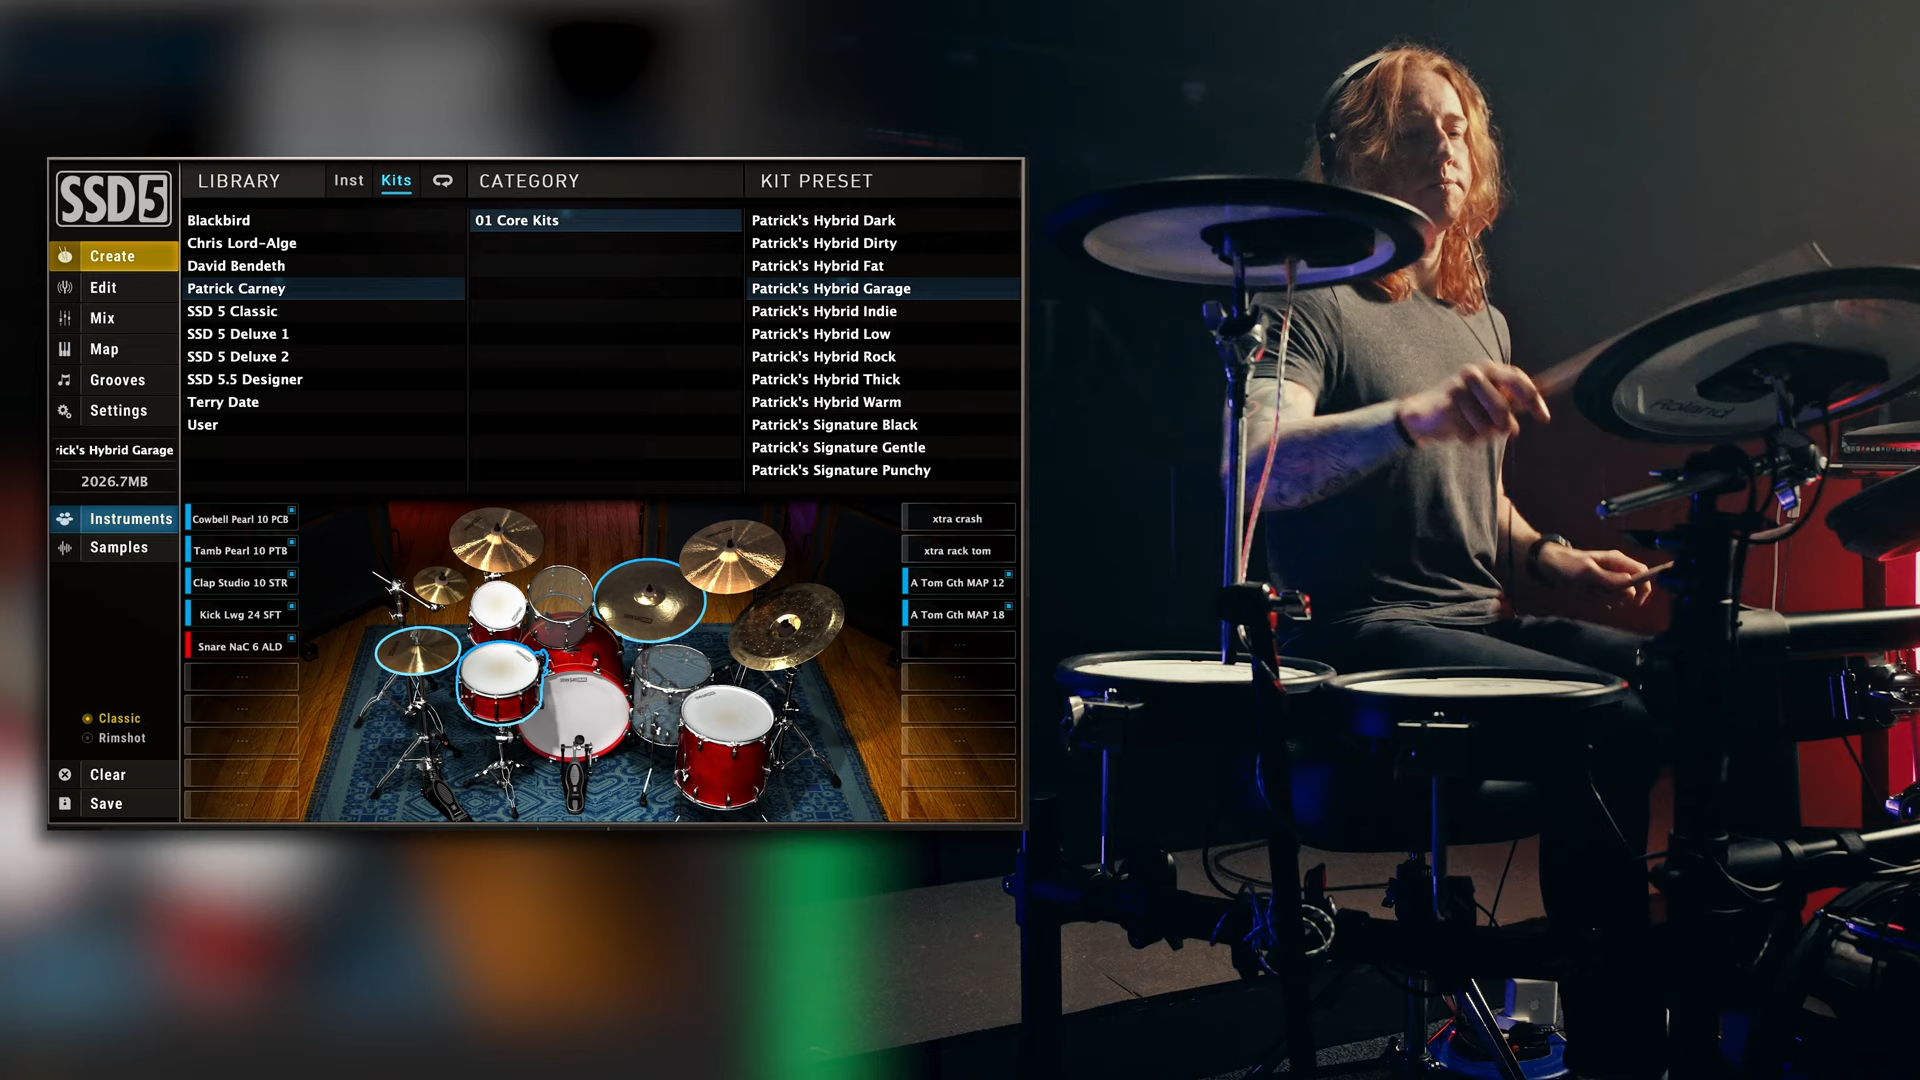 SSD5
LIBRARY
Inst
Kits
CATEGORY
KIT PRESET
Blackbird
Chris Lord-Alge
David Bendeth
Patrick Carney
SSD 5 Classic
SSD 5 Deluxe 1
SSD 5 Deluxe 2
SSD 5.5 Designer
Terry Date
User
01 Core Kits
Patrick's Hybrid Dark
Patrick's Hybrid Dirty
Patrick's Hybrid Fat
Patrick's Hybrid Garage
Patrick's Hybrid Indie
Patrick's Hybrid Low
Patrick's Hybrid Rock
Patrick's Hybrid Thick
Patrick's Hybrid Warm
Patrick's Signature Black
Patrick's Signature Gentle
Patrick's Signature Punchy
Create
Edit
Mix
Map
Grooves
Settings
rick's Hybrid Garage
2026.7MB
Instruments
Samples
Classic
Rimshot
Clear
Save
Cowbell Pearl 10 PCB
Tamb Pearl 10 PTB
Clap Studio 10 STR
Kick Lwg 24 SFT
Snare NaC 6 ALD
xtra crash
xtra rack tom
A Tom Gth MAP 12
A Tom Gth MAP 18
Roland